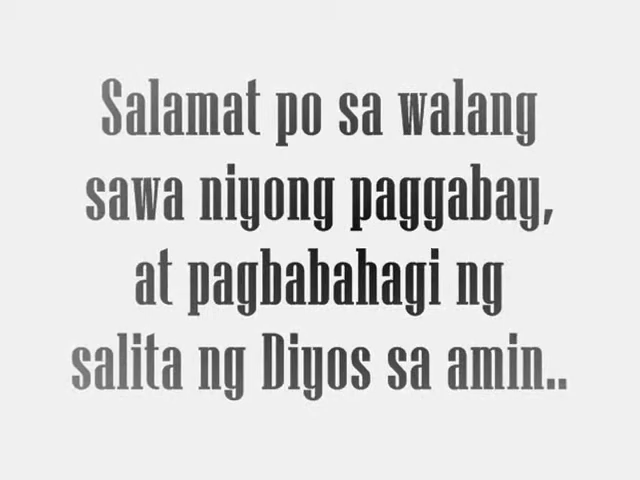 Salamat po sa walang
sawa niyong paggabay,
at pagbabahagi ng
salita ng Diyos sa amin..